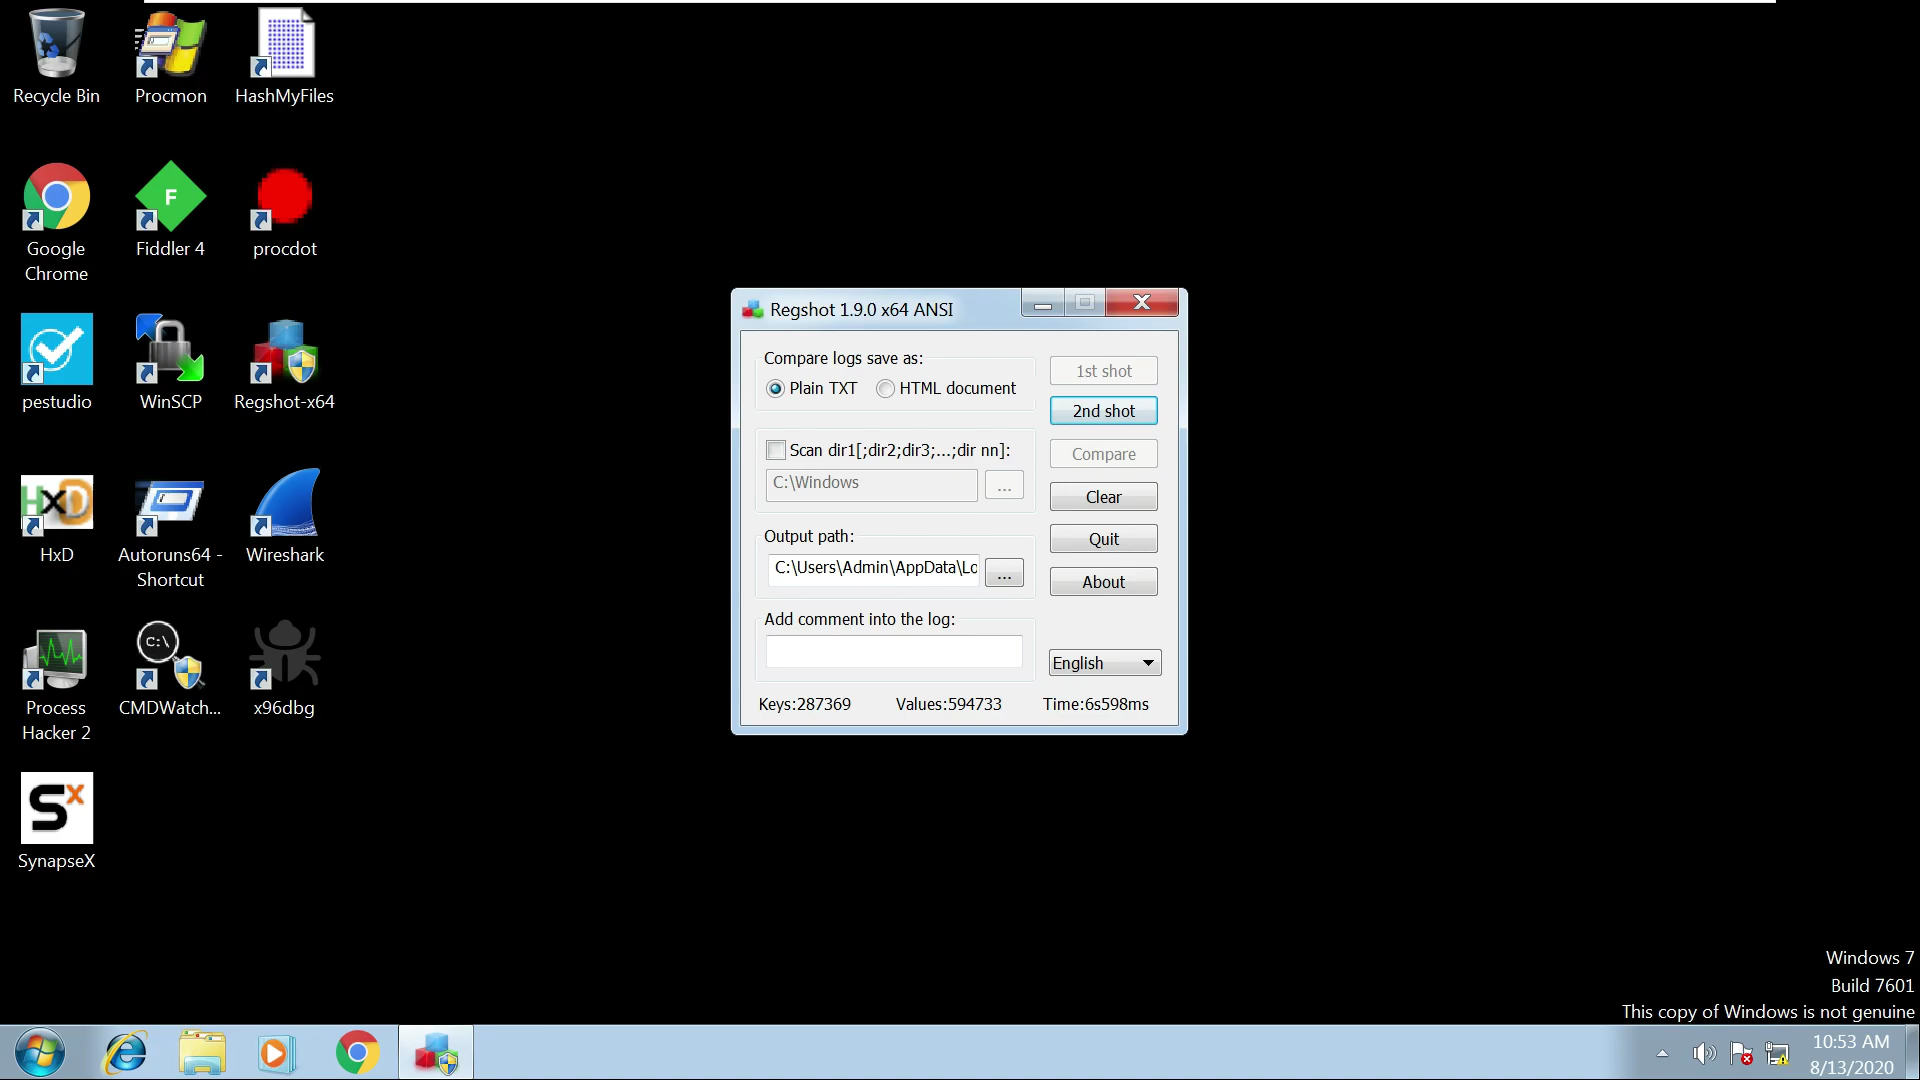 Recycle Bin
Procmon
HashMyFiles
Google
Chrome
F
Fiddler 4
procdot
pestudio
WinSCP
Regshot-x64
HxD
HxD
Autoruns64 -
Shortcut
Wireshark
Process
Hacker 2
C:\
CMDWatch...
x96dbg
Sx
SynapseX
Regshot 1.9.0 x64 ANSI
Compare logs save as:
Plain TXT
HTML document
1st shot
2nd shot
Scan dir1[;dir2;dir3;...;dir nn]:
Compare
C:\Windows
...
Clear
Output path:
Quit
C:\Users\Admin\AppData\Lo
...
About
Add comment into the log:
English
Keys:287369
Values:594733
Time:6s598ms
Windows 7
Build 7601
This copy of Windows is not genuine
10:53 AM
8/13/2020